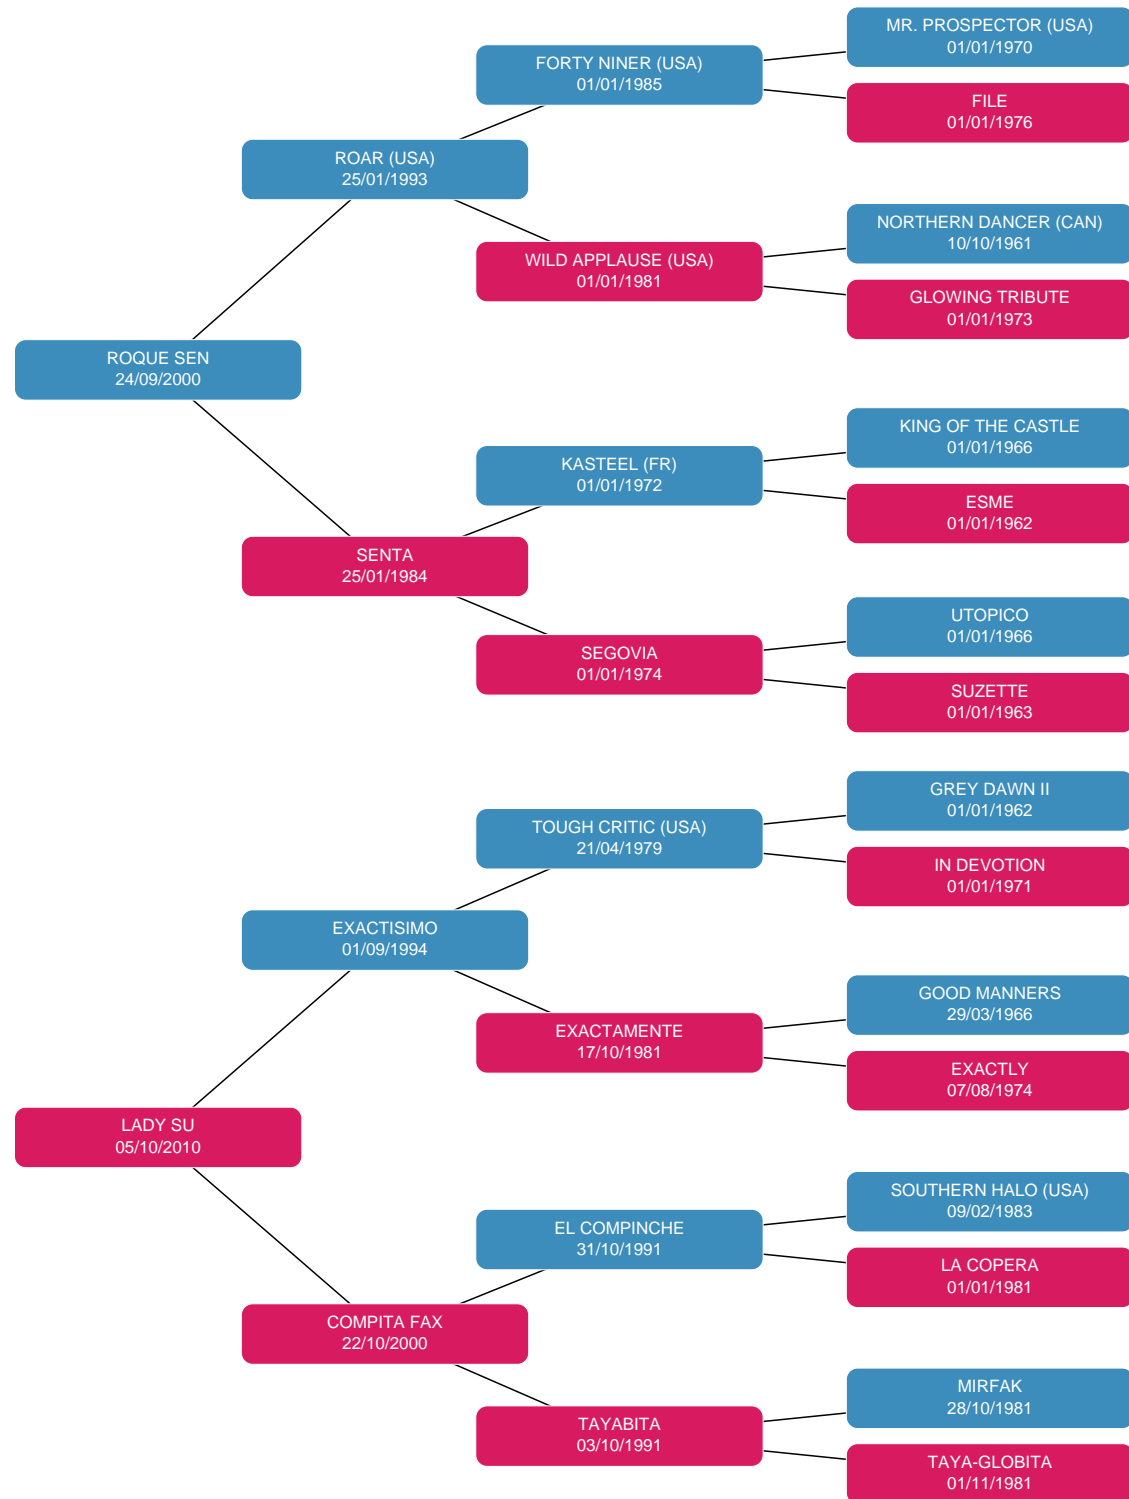 MR. PROSPECTOR (USA)
01/01/1970
FORTY NINER (USA)
01/01/1985
FILE
01/01/1976
ROAR (USA)
25/01/1993
NORTHERN DANCER (CAN)
10/10/1961
WILD APPLAUSE (USA)
01/01/1981
GLOWING TRIBUTE
01/01/1973
ROQUE SEN
24/09/2000
KING OF THE CASTLE
01/01/1966
KASTEEL (FR)
01/01/1972
ESME
01/01/1962
SENTA
25/01/1984
UTOPICO
01/01/1966
SEGOVIA
01/01/1974
SUZETTE
01/01/1963
GREY DAWN II
01/01/1962
TOUGH CRITIC (USA)
21/04/1979
IN DEVOTION
01/01/1971
EXACTISIMO
01/09/1994
GOOD MANNERS
29/03/1966
EXACTAMENTE
17/10/1981
EXACTLY
07/08/1974
LADY SU
05/10/2010
SOUTHERN HALO (USA)
09/02/1983
EL COMPINCHE
31/10/1991
LA COPERA
01/01/1981
COMPITA FAX
22/10/2000
MIRFAK
28/10/1981
TAYABITA
03/10/1991
TAYA-GLOBITA
01/11/1981